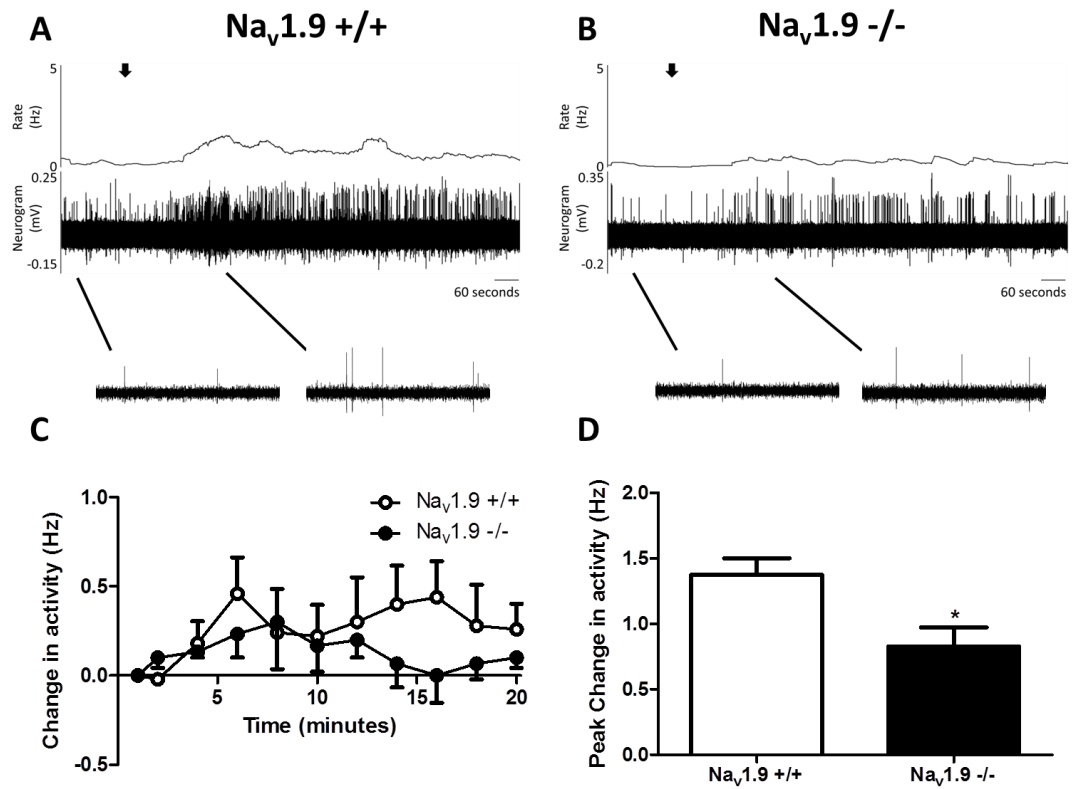 A
Nav1.9 +/+
5
Rate
(Hz)
0
0.25
Neurogram
(mV)
-0.15
60 seconds
B
Nav1.9 -/-
5
Rate
(Hz)
0
0.35
Neurogram
(mV)
-0.2
60 seconds
C
1.0
0.5
0.0
-0.5
Change in activity (Hz)
Nav1.9 +/+
Nav1.9 -/-
5
10
15
20
Time (minutes)
D
2.0
1.5
1.0
0.5
0.0
Peak Change in activity (Hz)
*
Nav1.9 +/+
Nav1.9 -/-